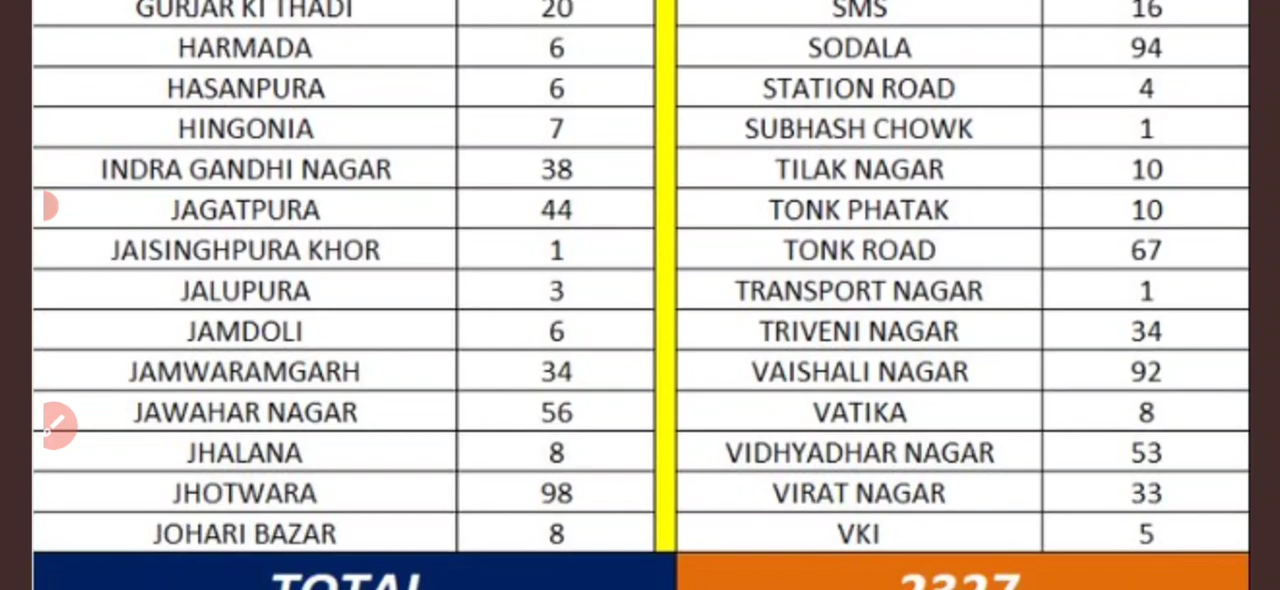 GURJAR KI THADI 20 SMS 16
HARMADA 6 SODALA 94
HASANPURA 6 STATION ROAD 4
HINGONIA 7 SUBHASH CHOWK 1
INDRA GANDHI NAGAR 38 TILAK NAGAR 10
JAGATPURA 44 TONK PHATAK 10
JAISINGHPURA KHOR 1 TONK ROAD 67
JALUPURA 3 TRANSPORT NAGAR 1
JAMDOLI 6 TRIVENI NAGAR 34
JAMWARAMGARH 34 VAISHALI NAGAR 92
JAWAHAR NAGAR 56 VATIKA 8
JHALANA 8 VIDHYADHAR NAGAR 53
JHOTWARA 98 VIRAT NAGAR 33
JOHARI BAZAR 8 VKI 5
TOTAL 2327